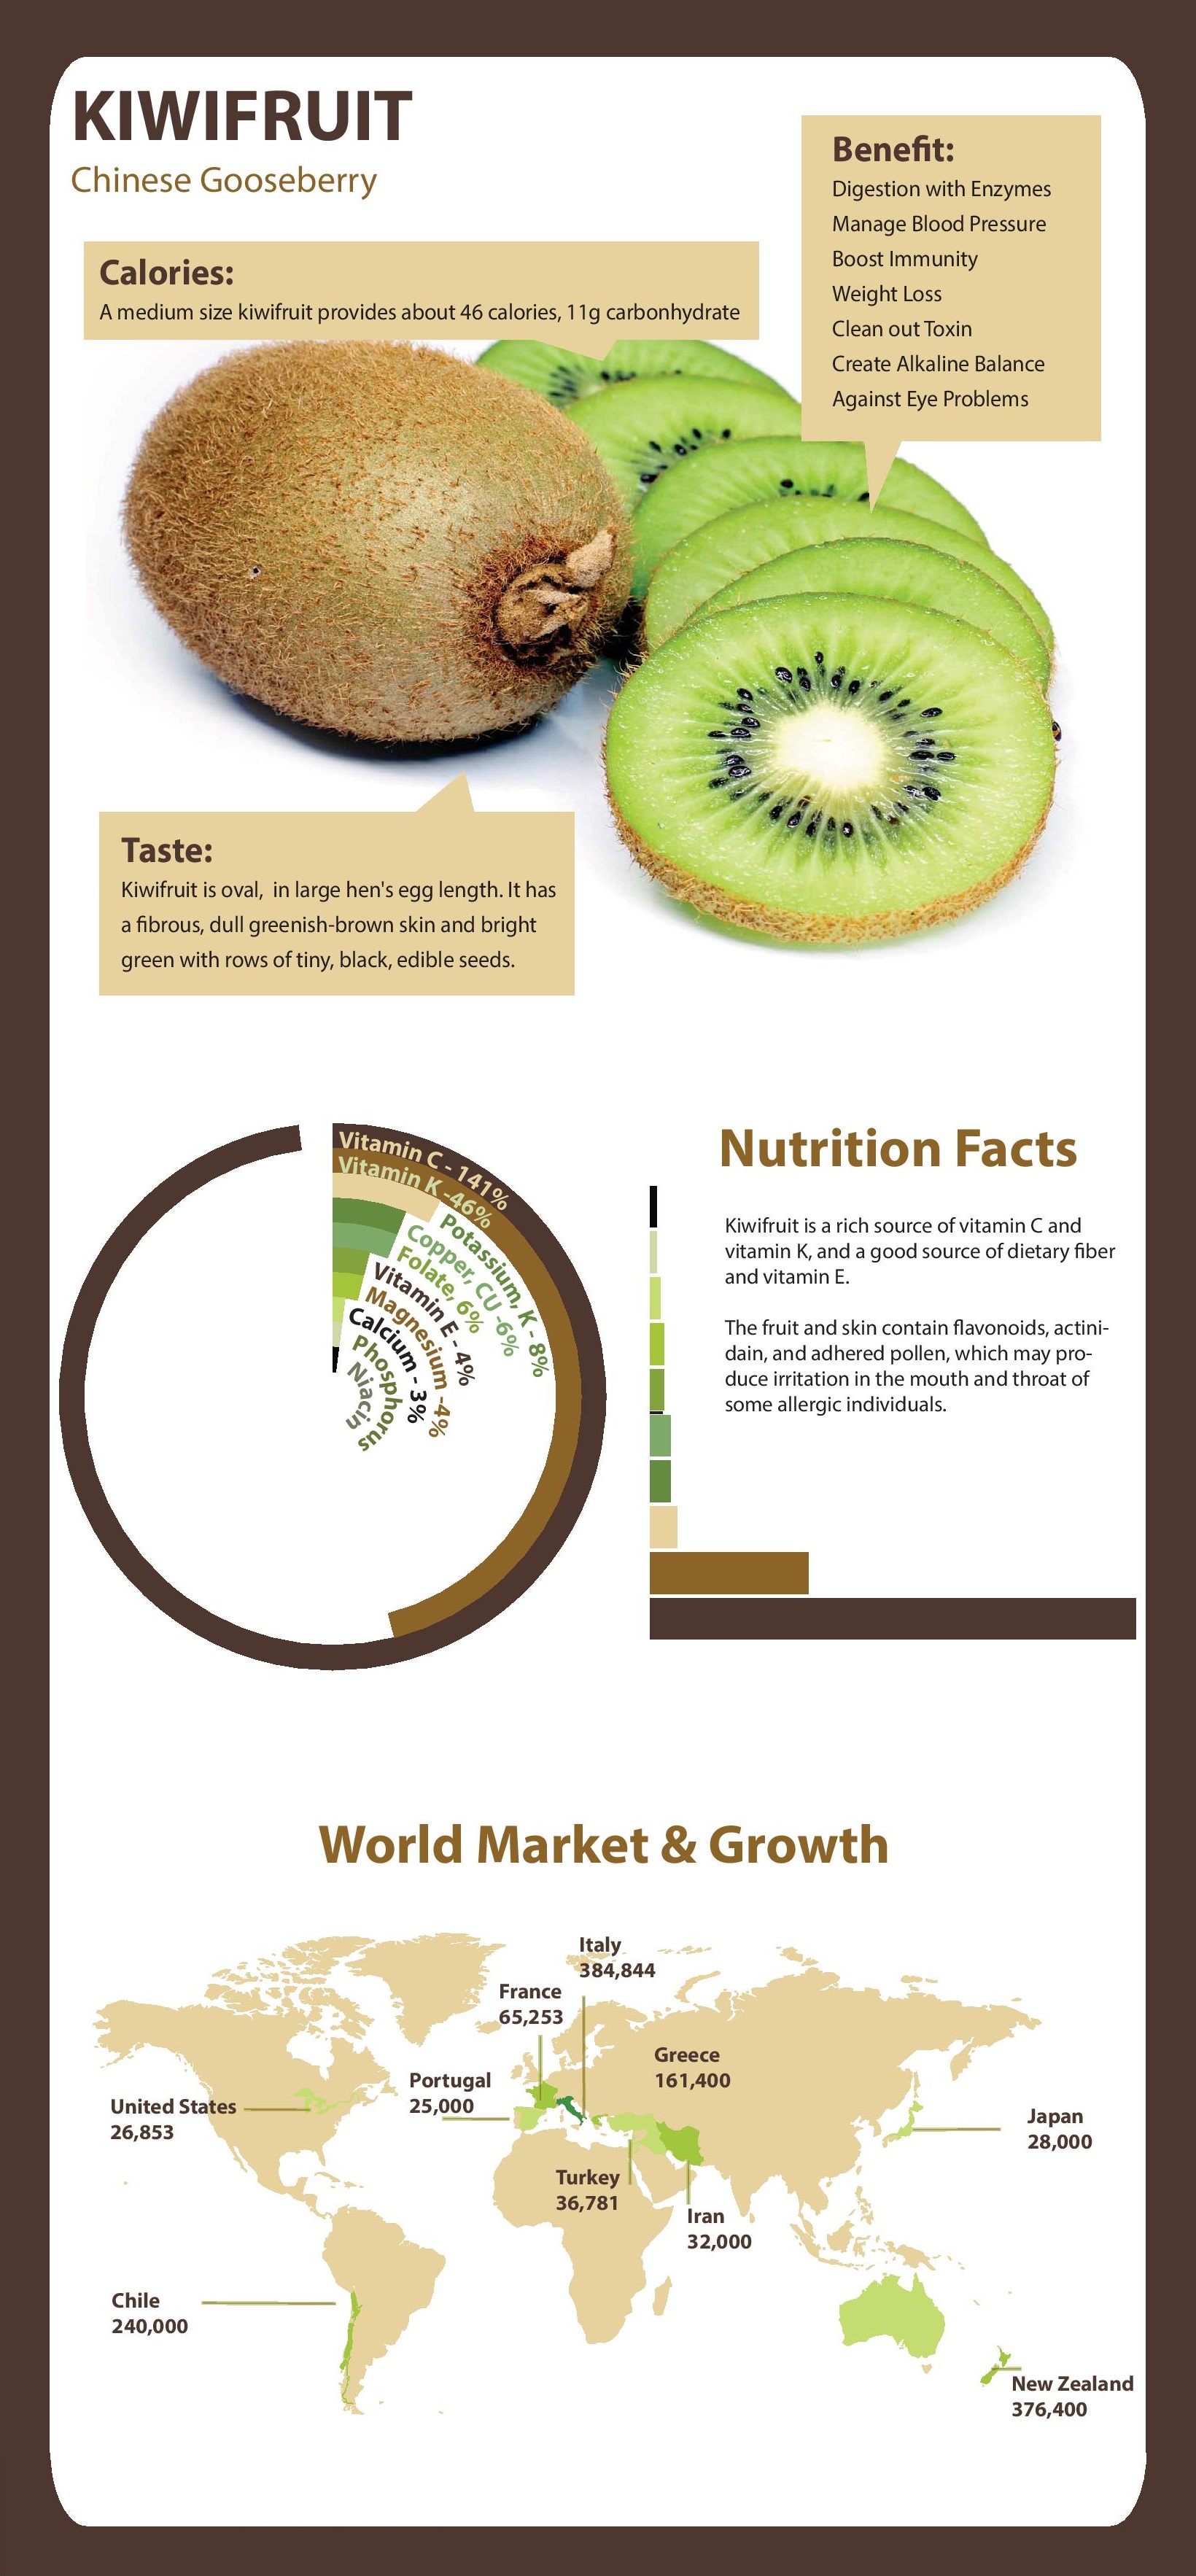 KIWIFRUIT
Chinese Gooseberry
Benefit:
Digestion with Enzymes
Manage Blood Pressure
Boost Immunity
Weight Loss
Clean out Toxin
Create Alkaline Balance
Against Eye Problems
Calories:
A medium size kiwifruit provides about 46 calories, 11g carbonhydrate
Taste:
Kiwifruit is oval, in large hen's egg length. It has
a fibrous, dull greenish-brown skin and bright
green with rows of tiny, black, edible seeds.
Vitamin C - 141%
Vitamin K -46%
Potassium, K - 8%
Copper, CU -6%
Folate, 6%
Vitamin E - 4%
Magnesium -4%
Calcium - 3%
Phosphorus
Niacin
Nutrition Facts
Kiwifruit is a rich source of vitamin C and
vitamin K, and a good source of dietary fiber
and vitamin E.
The fruit and skin contain flavonoids, actini-
dain, and adhered pollen, which may pro-
duce irritation in the mouth and throat of
some allergic individuals.
World Market & Growth
Italy
384,844
France
65,253
Greece
161,400
Portugal
25,000
United States
26,853
Japan
28,000
Turkey
36,781
Iran
32,000
Chile
240,000
New Zealand
376,400